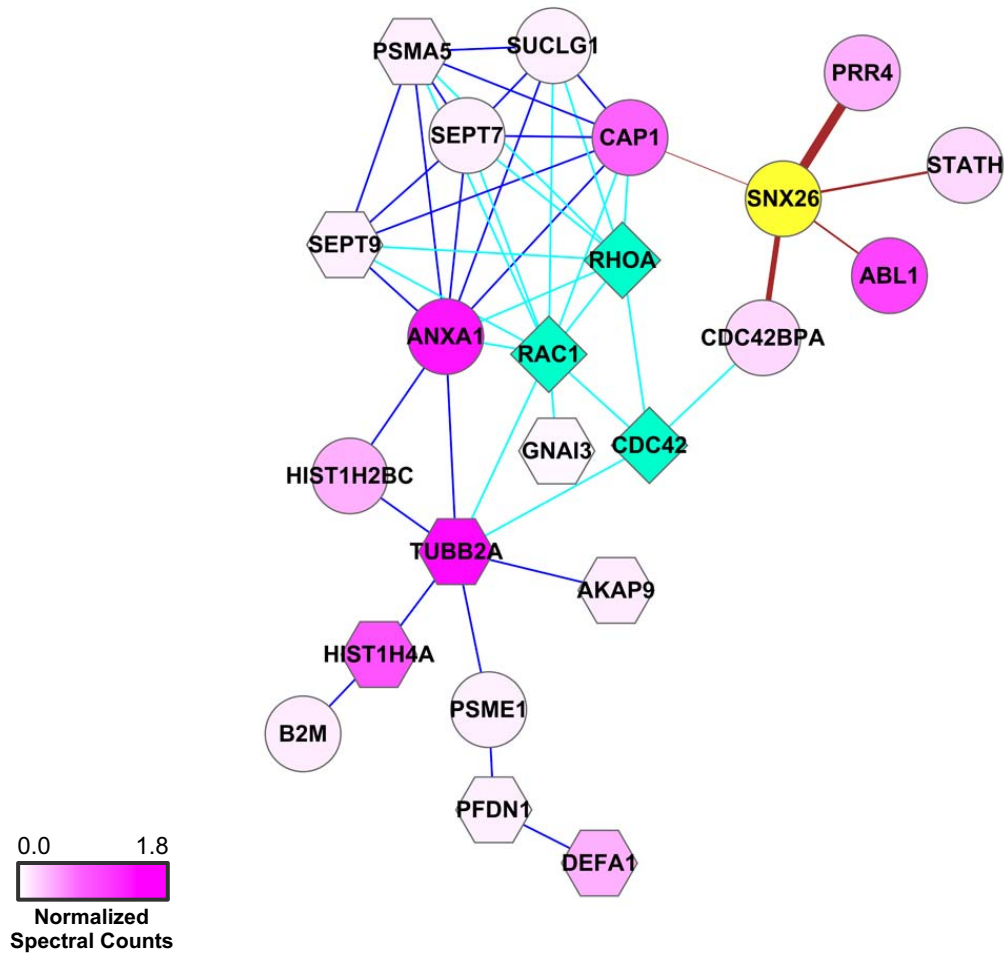 SUCLG1
PSMA5
PRR4
SEPT7
CAP1
STATH
SNX26
SEPT9
RHOA
ABL1
ANXA1
CDC42BPA
RAC1
CDC42
GNAI3
HIST1H2BC
TUBB2A
AKAP9
HIST1H4A
PSME1
B2M
PFDN1
0.0 1.8
DEFA1
Normalized
Spectral Counts